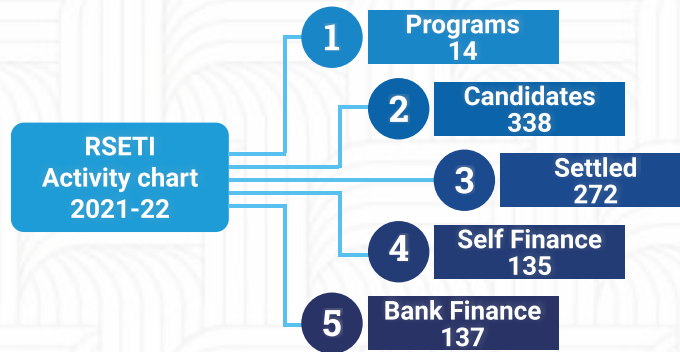 RSETI
Activity chart
2021-22
1
Programs
14
2
Candidates
338
3
Settled
272
4
Self Finance
135
5
Bank Finance
137